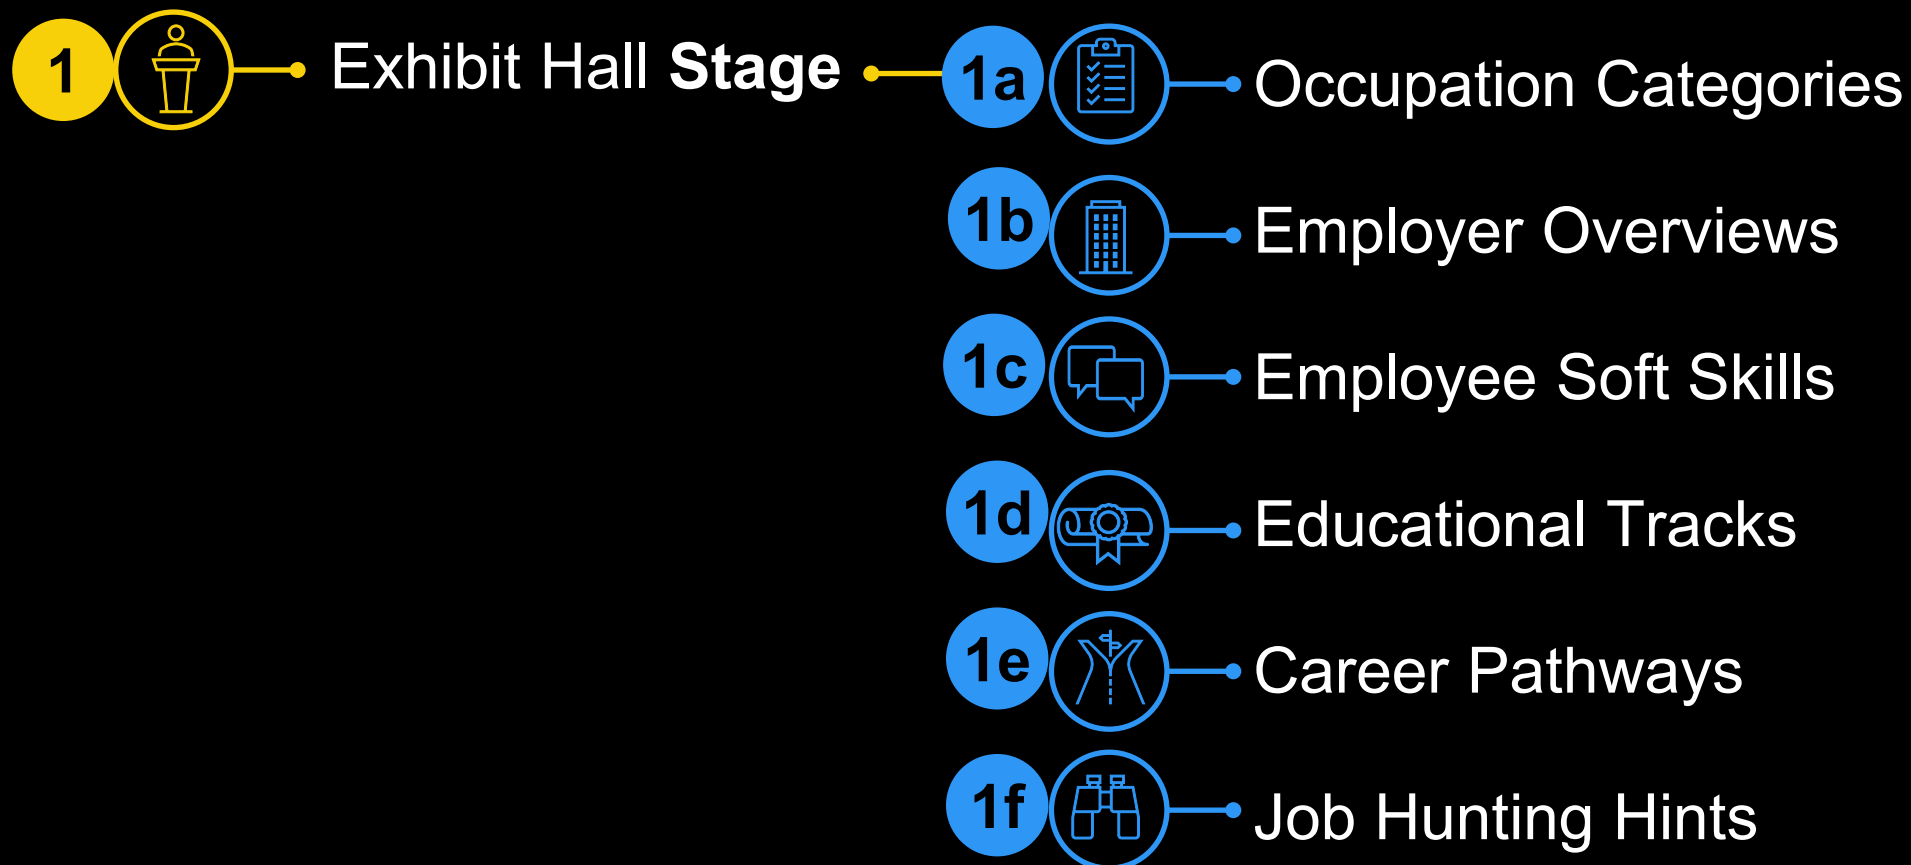 1 Exhibit Hall Stage
1a Occupation Categories
1b Employer Overviews
1c Employee Soft Skills
1d Educational Tracks
1e Career Pathways
1f Job Hunting Hints